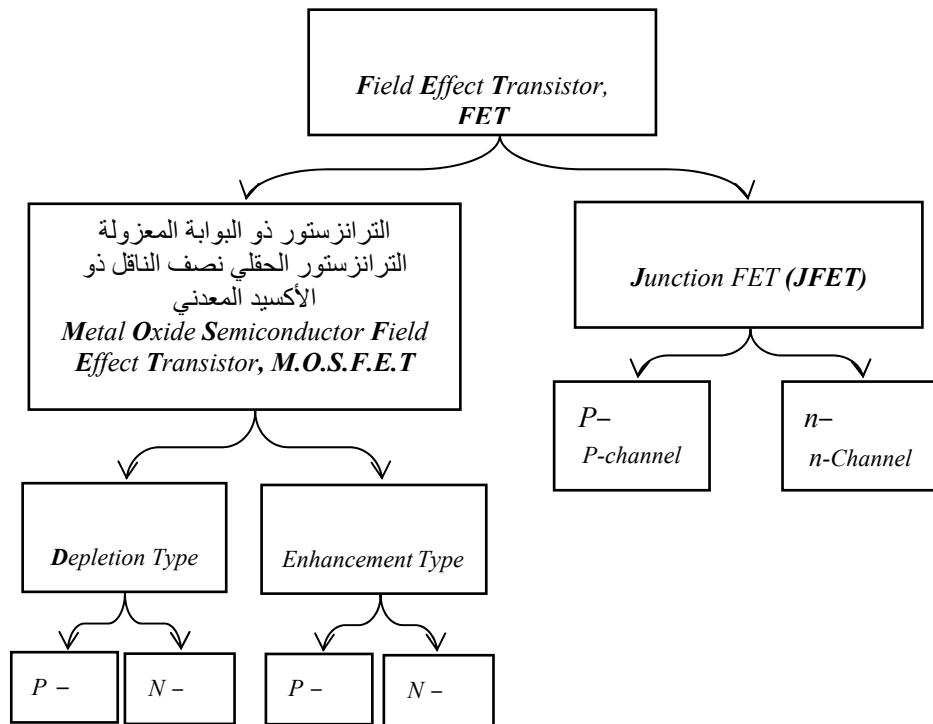 Field Effect Transistor,
FET
الترانزستور ذو البوابة المعزولة
الترانزستور الحقلي نصف الناقل ذو
الأكسيد المعدني
Metal Oxide Semiconductor Field
Effect Transistor, M.O.S.F.E.T
Junction FET (JFET)
P–
P-channel
n–
n-Channel
Depletion Type
Enhancement Type
P –
N –
P –
N –